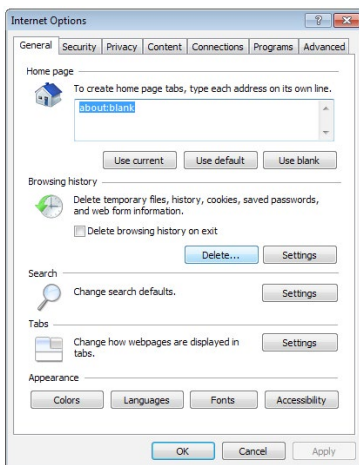 Internet Options
General Security Privacy Content Connections Programs Advanced
Home page
To create home page tabs, type each address on its own line.
about:blank
Use current Use default Use blank
Browsing history
Delete temporary files, history, cookies, saved passwords,
and web form information.
Delete browsing history on exit
Delete... Settings
Search
Change search defaults. Settings
Tabs
Change how webpages are displayed in
tabs.
Settings
Appearance
Colors Languages Fonts Accessibility
OK Cancel Apply